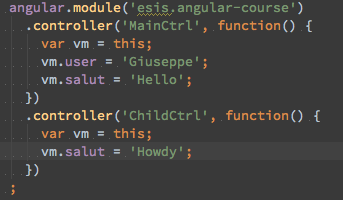 angular.module('esis.angular-course')
.controller('MainCtrl', function() {
var vm = this;
vm.user = 'Giuseppe';
vm.salut = 'Hello';
})
.controller('ChildCtrl', function() {
var vm = this;
vm.salut = 'Howdy';
})
;